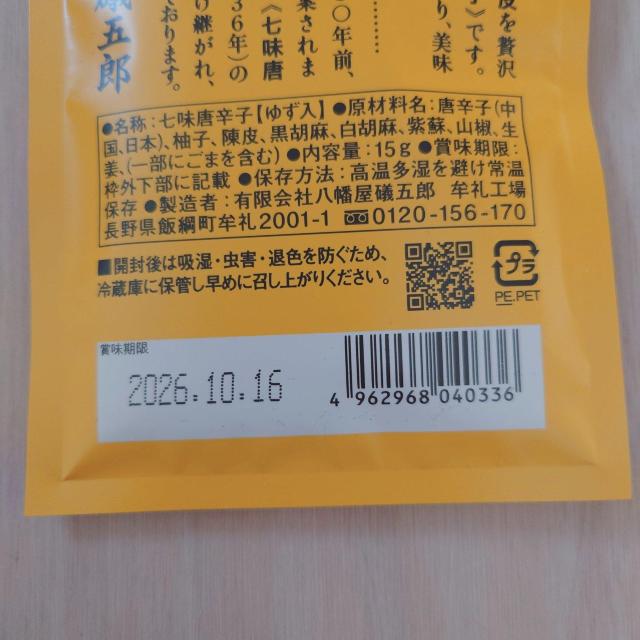 皮を贅沢
〉です。
り、美味
〇年前、
案されま
《七味唐
36年）の
け継がれ、
ております。
礒五郎
●名称：七味唐辛子【ゆず入】●原材料名：唐辛子（中
国、日本）、柚子、陳皮、黒胡麻、白胡麻、紫蘇、山椒、生
姜、（一部にごまを含む）●内容量：15g●賞味期限：
枠外下部に記載 ●保存方法：高温多湿を避け常温
保存 ●製造者：有限会社八幡屋礒五郎 牟礼工場
長野県飯綱町牟礼2001-1 0120-156-170
■開封後は吸湿・虫害・退色を防ぐため、
冷蔵庫に保管し早めに召し上がりください。
プラ
PE.PET
賞味期限
2026.10.16
4 962968 040336